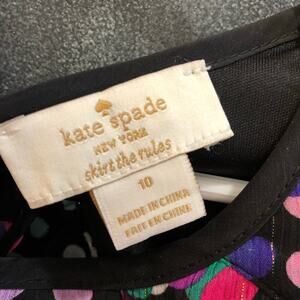 kate spade
NEW YORK
skirt the rules
10
MADE IN CHINA
FAIT EN CHINE